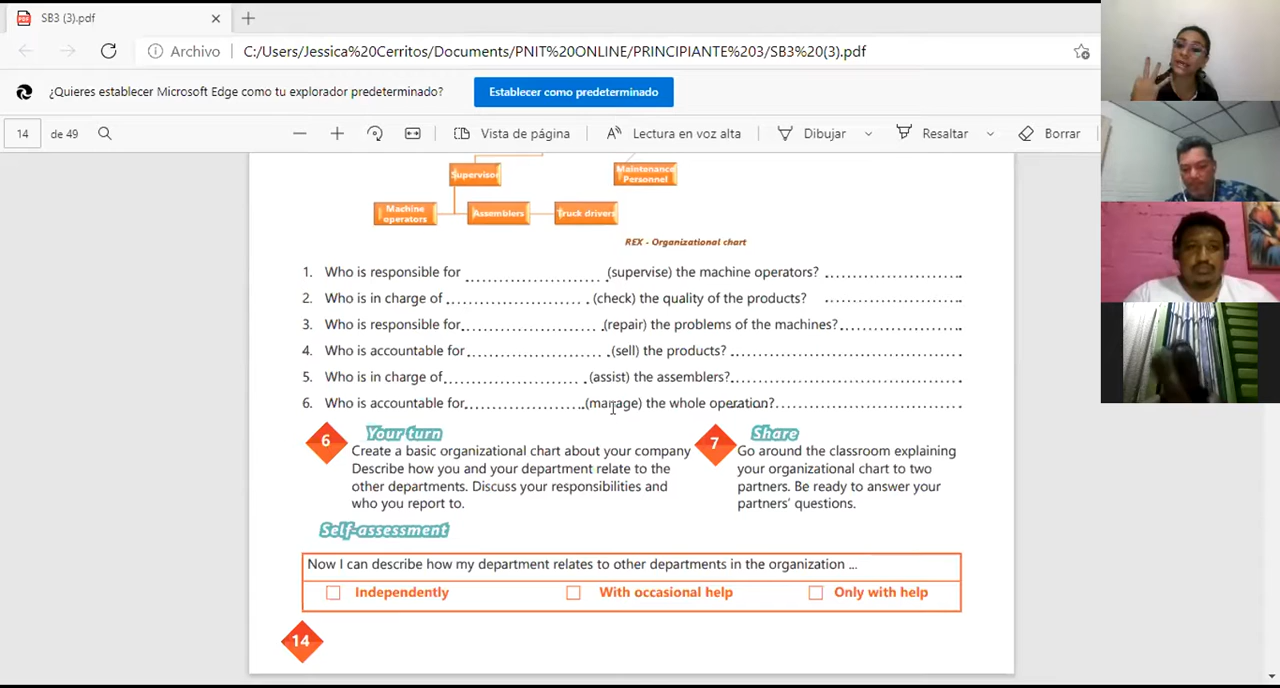 SB3 (3).pdf
Archivo
C:/Users/Jessica%20Cerritos/Documents/PNIT%20ONLINE/PRINCIPIANTE%203/SB3%20(3).pdf
¿Quieres establecer Microsoft Edge como tu explorador predeterminado?
Establecer como predeterminado
14 de 49
Vista de página
Lectura en voz alta
Dibujar
Resaltar
Borrar
Supervisor
Maintenance
Personnel
Machine
operators
Assemblers
Truck drivers
REX - Organizational chart
1. Who is responsible for ........................ (supervise) the machine operators? ........................
2. Who is in charge of ........................ (check) the quality of the products? ........................
3. Who is responsible for........................ (repair) the problems of the machines?........................
4. Who is accountable for........................ (sell) the products? ........................
5. Who is in charge of........................ (assist) the assemblers?........................
6. Who is accountable for........................(manage) the whole operation?........................
6 Your turn
Create a basic organizational chart about your company
Describe how you and your department relate to the
other departments. Discuss your responsibilities and
who you report to.
7 Share
Go around the classroom explaining
your organizational chart to two
partners. Be ready to answer your
partners' questions.
Self-assessment
Now I can describe how my department relates to other departments in the organization ...
Independently
With occasional help
Only with help
14